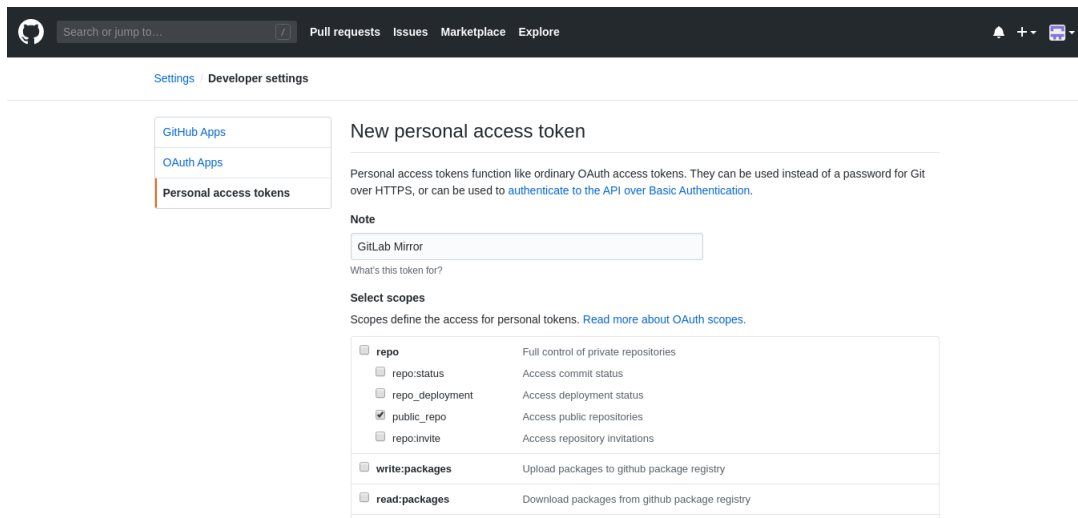 Search or jump to… /
Pull requests Issues Marketplace Explore
Settings / Developer settings
GitHub Apps
OAuth Apps
Personal access tokens
New personal access token
Personal access tokens function like ordinary OAuth access tokens. They can be used instead of a password for Git
over HTTPS, or can be used to authenticate to the API over Basic Authentication.
Note
GitLab Mirror
What's this token for?
Select scopes
Scopes define the access for personal tokens. Read more about OAuth scopes.
repo Full control of private repositories
repo:status Access commit status
repo_deployment Access deployment status
public_repo Access public repositories
repo:invite Access repository invitations
write:packages Upload packages to github package registry
read:packages Download packages from github package registry